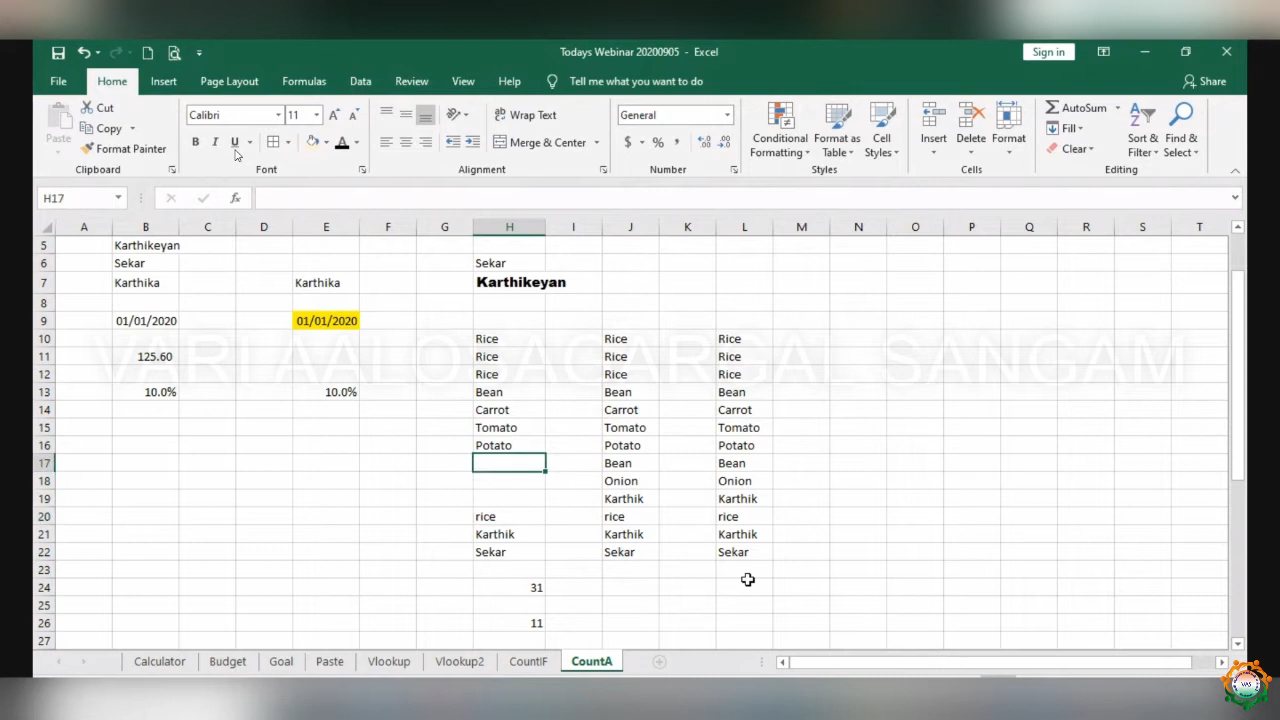 Todays Webinar 20200905 - Excel
Sign in
File Home Insert Page Layout Formulas Data Review View Help Tell me what you want to do Share
Paste
Cut
Copy
Format Painter
Clipboard
Calibri 11
B I U A
Font
Wrap Text
Merge & Center
Alignment
General
$ % ,
Number
Conditional Formatting
Format as Table
Cell Styles
Styles
Insert Delete Format
Cells
AutoSum
Fill
Clear
Sort & Filter
Find & Select
Editing
H17 fx
A B C D E F G H I J K L M N O P Q R S T
5 Karthikeyan
6 Sekar Sekar
7 Karthika Karthika Karthikeyan
8
9 01/01/2020 01/01/2020
10 Rice Rice Rice
11 125.60 Rice Rice Rice
VARI AALOSACARGAL SANGAM
12 Rice Rice Rice
13 10.0% 10.0% Bean Bean Bean
14 Carrot Carrot Carrot
15 Tomato Tomato Tomato
16 Potato Potato Potato
17 Bean Bean
18 Onion Onion
19 Karthik Karthik
20 rice rice rice
21 Karthik Karthik Karthik
22 Sekar Sekar Sekar
23
24 31
25
26 11
27
Calculator Budget Goal Paste Vlookup Vlookup2 CountIF CountA
VAS